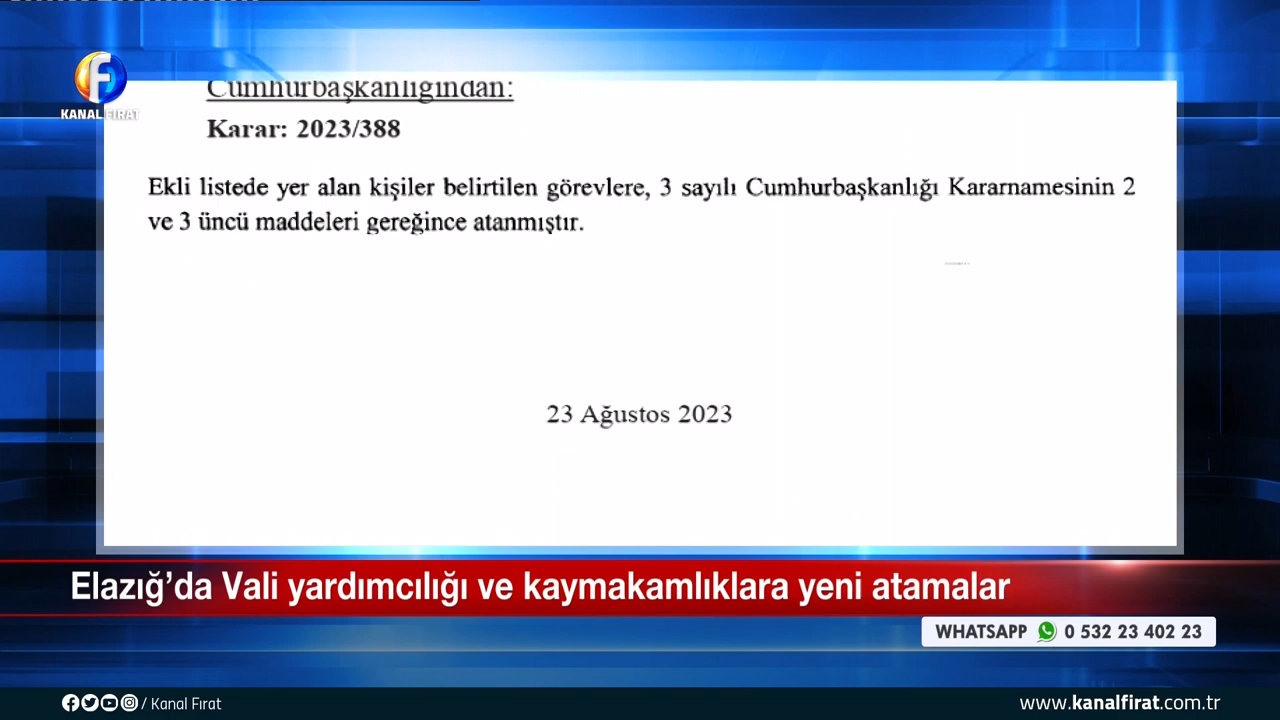 Cumhurbaşkanlığından:
KANAL FIRAT
Karar: 2023/388
Ekli listede yer alan kişiler belirtilen görevlere, 3 sayılı Cumhurbaşkanlığı Kararnamesinin 2
ve 3 üncü maddeleri gereğince atanmıştır.
23 Ağustos 2023
Elazığ’da Vali yardımcılığı ve kaymakamlıklara yeni atamalar
WHATSAPP 0 532 23 402 23
/ Kanal Fırat
www.kanalfirat.com.tr